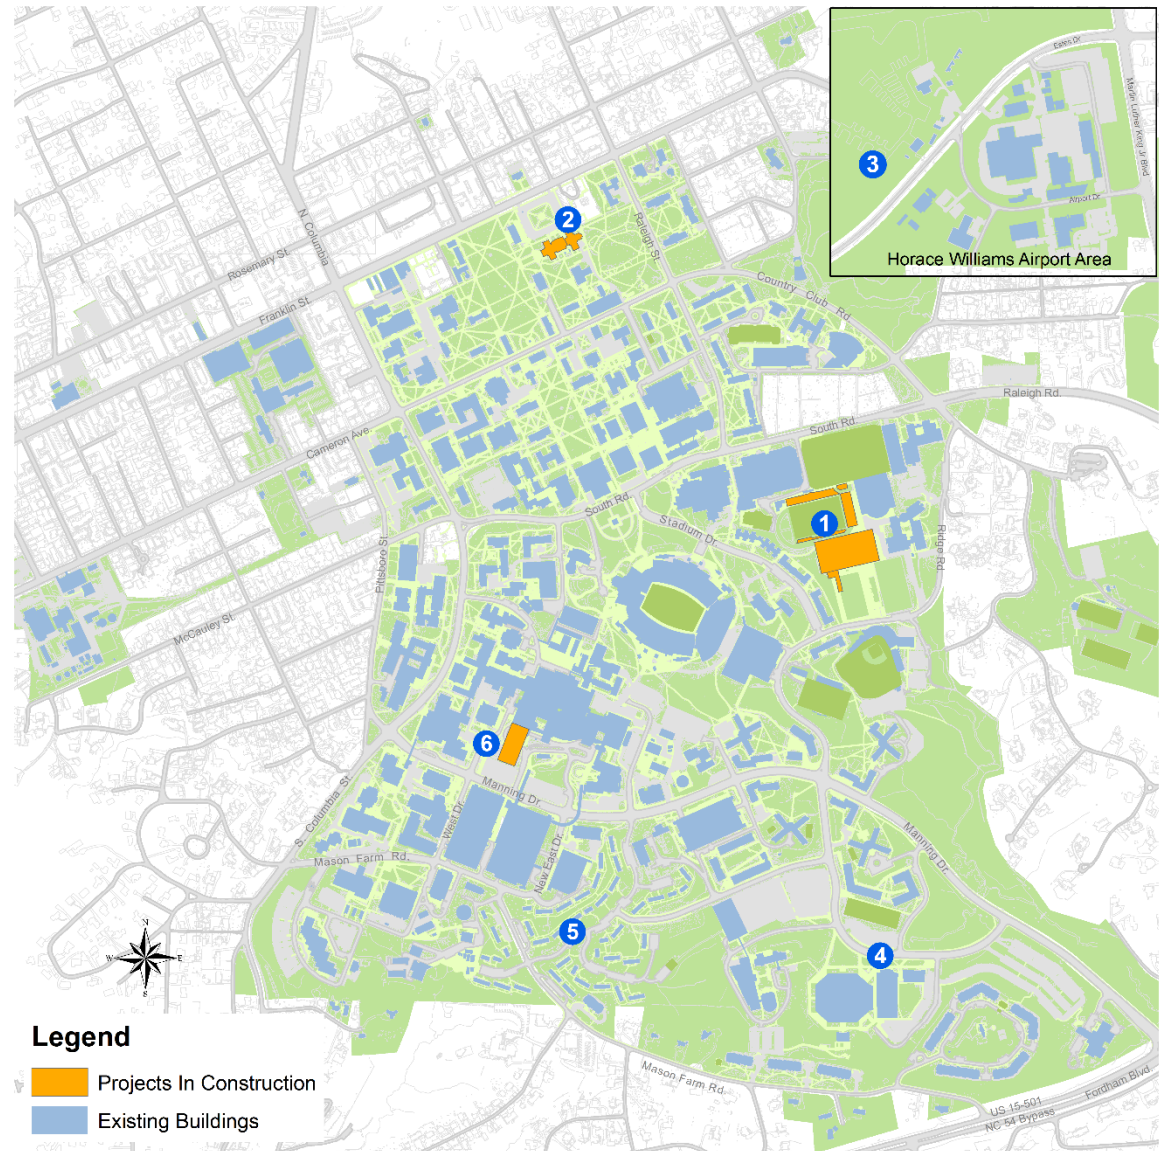 Estes Dr
Martin Luther King Jr Blvd
3
Airport Dr
Horace Williams Airport Area
N. Columbia
2
Raleigh St.
Rosemary St.
Country Club Rd.
Franklin St.
Raleigh Rd.
South Rd.
Cameron Ave.
South Rd.
1
Stadium Dr.
Ridge Rd.
Pittsboro St.
McCauley St.
6
Manning Dr.
S. Columbia St.
West Dr.
Manning Dr.
Mason Farm Rd.
New East Dr.
5
N
W
E
S
4
Legend
Projects In Construction
Existing Buildings
Mason Farm Rd.
Fordham Blvd.
US 15-501
NC 54 Bypass